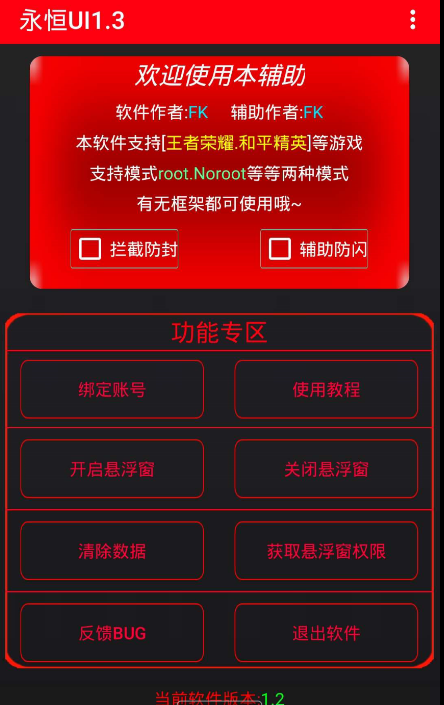 永恒UI1.3
欢迎使用本辅助
软件作者:FK 辅助作者:FK
本软件支持[王者荣耀.和平精英]等游戏
支持模式root.Noroot等等两种模式
有无框架都可使用哦~
拦截防封 辅助防闪
功能专区
绑定账号 使用教程
开启悬浮窗 关闭悬浮窗
清除数据 获取悬浮窗权限
反馈BUG 退出软件
当前软件版本:1.2